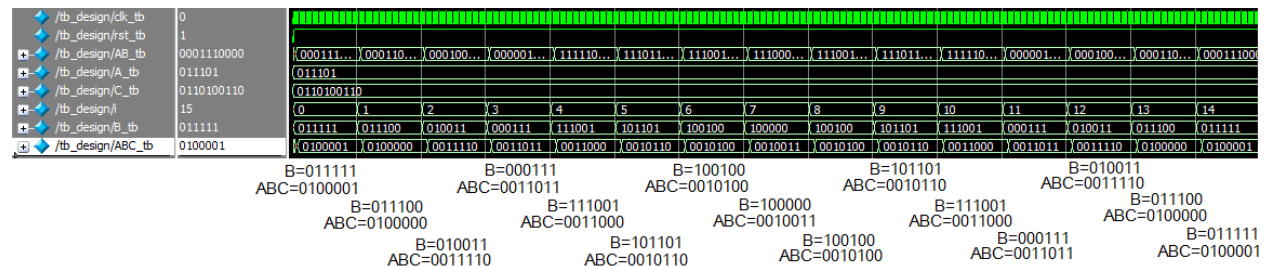 /tb_design/clk_tb 0
/tb_design/rst_tb 1
/tb_design/AB_tb 0001110000 000111... 000110... 000100... 000001... 111110... 111011... 111001... 111000... 111001... 111011... 111110... 000001... 000100... 000110... 000111000
/tb_design/A_tb 011101 011101
/tb_design/C_tb 0110100110 0110100110
/tb_design/i 15 0 1 2 3 4 5 6 7 8 9 10 11 12 13 14
/tb_design/B_tb 011111 011111 011100 010011 000111 111001 101101 100100 100000 100100 101101 111001 000111 010011 011100 011111
/tb_design/ABC_tb 0100001 0100001 0100000 0011110 0011011 0011000 0010110 0010100 0010011 0010100 0010110 0011000 0011011 0011110 0100000 0100001
B=011111 B=000111 B=100100 B=101101 B=010011
ABC=0100001 ABC=0011011 ABC=0010100 ABC=0010110 ABC=0011110
B=011100 B=111001 B=100000 B=111001 B=011100
ABC=0100000 ABC=0011000 ABC=0010011 ABC=0011000 ABC=0100000
B=010011 B=101101 B=100100 B=000111 B=011111
ABC=0011110 ABC=0010110 ABC=0010100 ABC=0011011 ABC=0100001